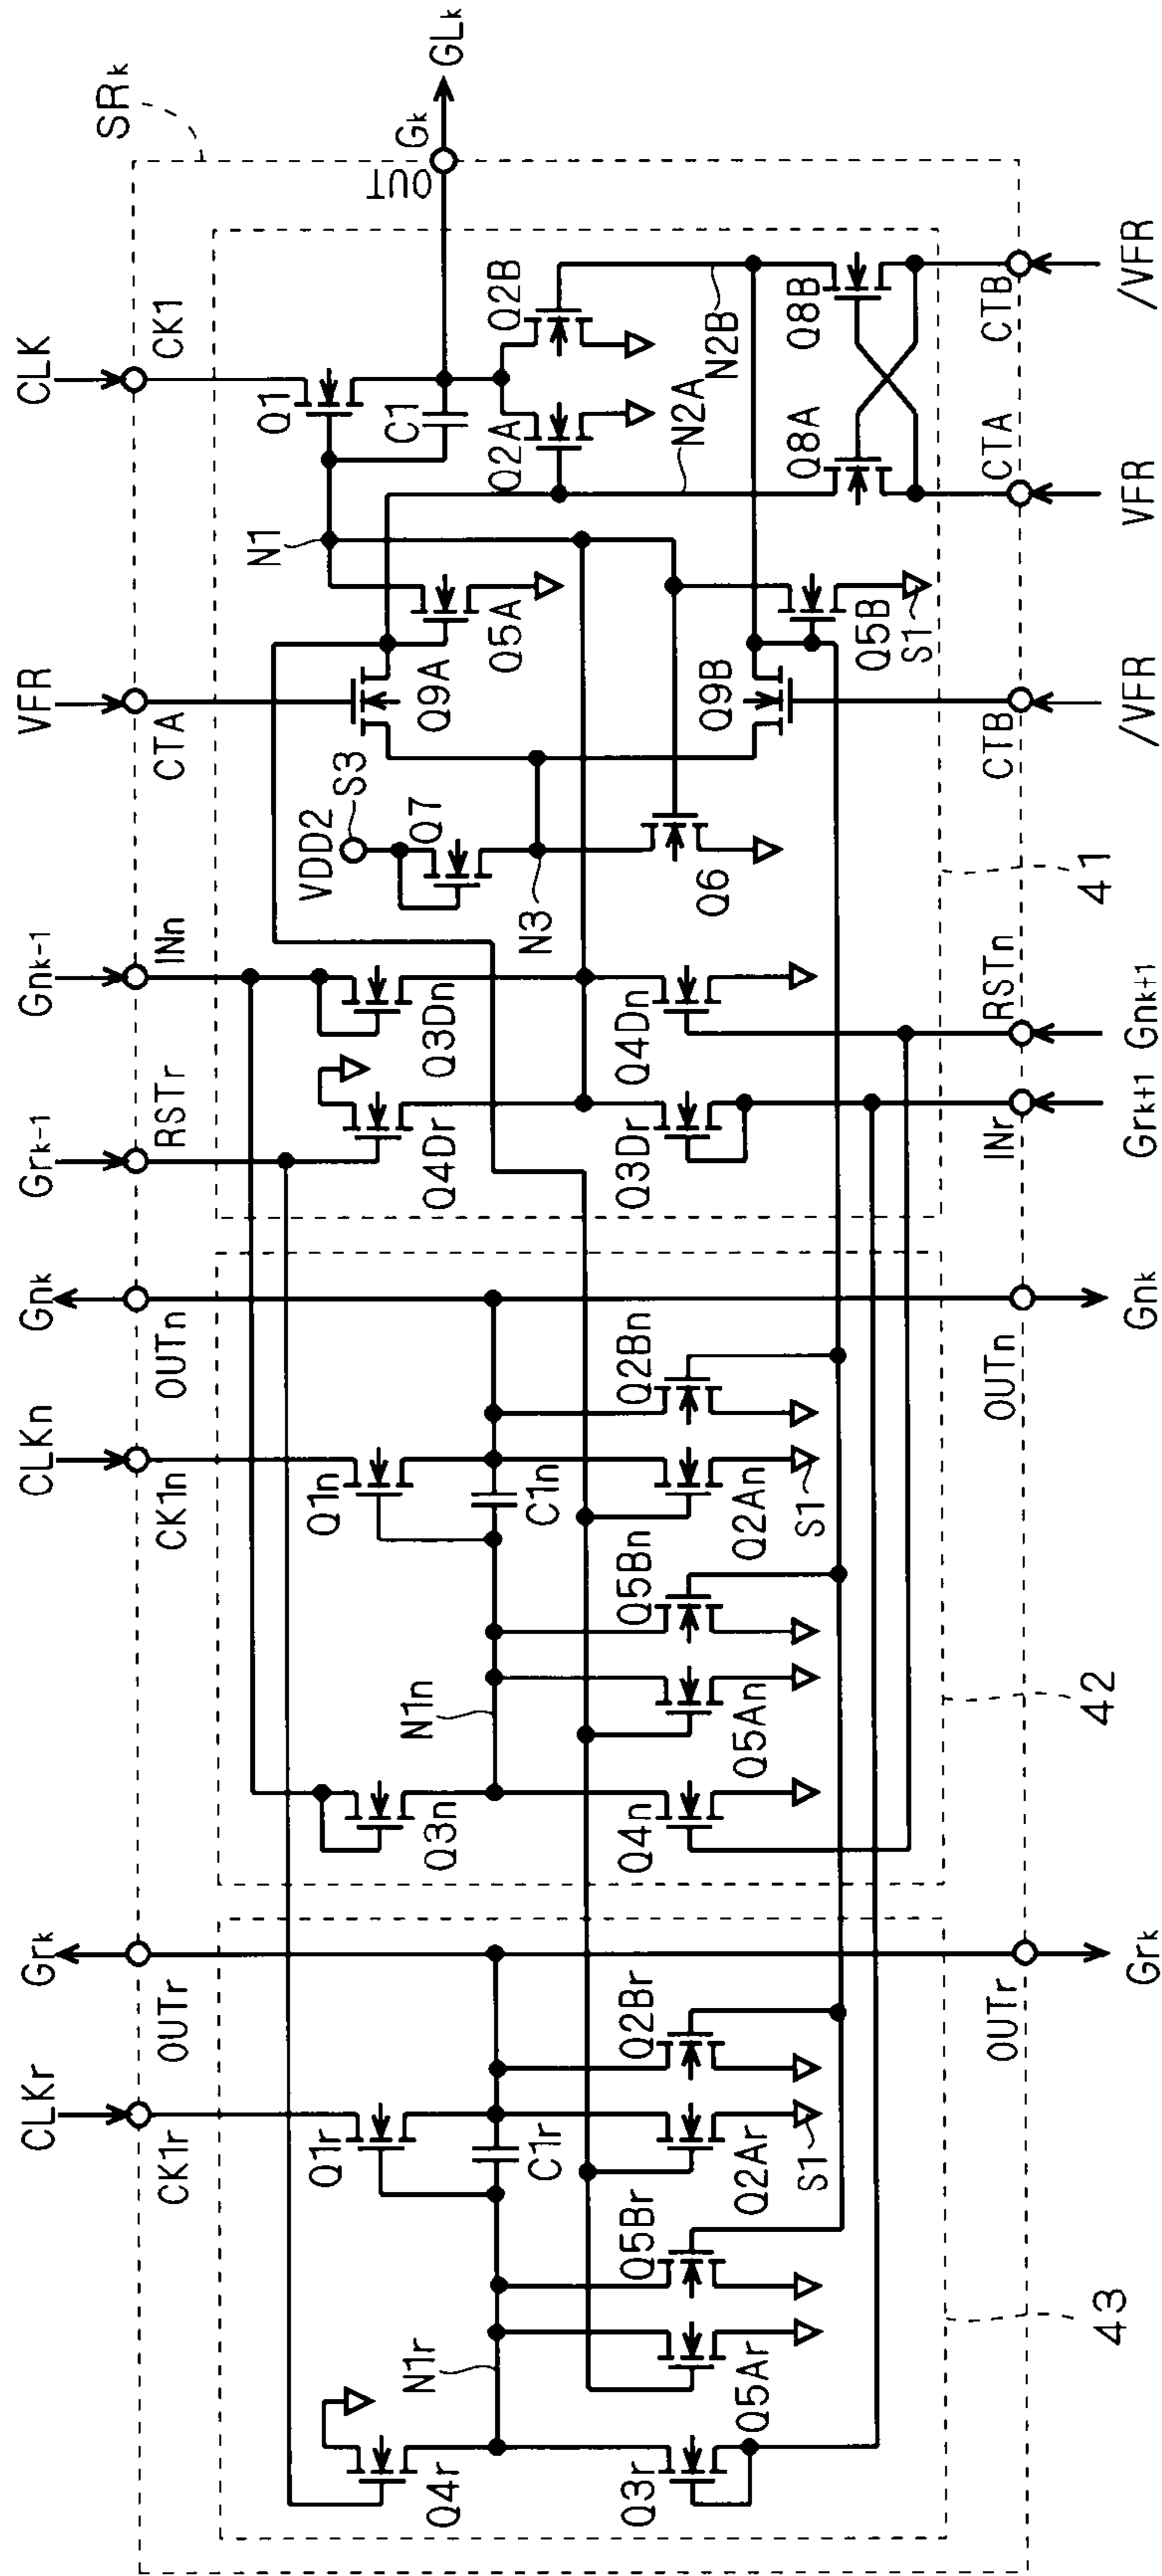 CLKr
Grk
CLKn
Gnk
Grk-1
Gnk-1
VFR
CLK
SRk
CK1r
OUTr
CK1n
OUTn
RSTr
INn
CTA
CK1
Q4r
Q1r
Q3n
Q1n
Q4Dr
Q3Dn
VDD2
S3
Q7
Q9A
N1
Q1
N1r
C1r
N1n
C1n
N3
Q5A
C1
OUT
Gk
GLk
Q3r
Q5Ar
Q5Br
Q2Ar
Q2Br
S1
Q4n
Q5An
Q5Bn
Q2An
Q2Bn
S1
Q3Dr
Q4Dn
Q6
Q9B
Q5B
S1
Q2A
Q2B
N2A
N2B
Q8A
Q8B
OUTr
OUTn
INr
RSTn
CTB
CTA
CTB
43
42
41
Grk
Gnk
Grk+1
Gnk+1
/VFR
VFR
/VFR